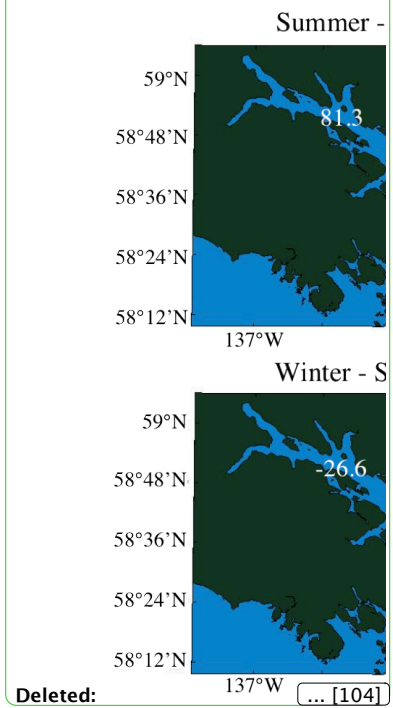 Summer -
59°N
81.3
58°48'N
58°36'N
58°24'N
58°12'N
137°W
Winter - S
59°N
-26.6
58°48'N
58°36'N
58°24'N
58°12'N
137°W
Deleted: ... [104]